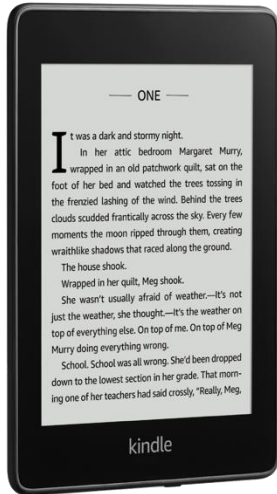 ONE
It was a dark and stormy night.
In her attic bedroom Margaret Murry,
wrapped in an old patchwork quilt, sat on the
foot of her bed and watched the trees tossing in
the frenzied lashing of the wind. Behind the trees
clouds scudded frantically across the sky. Every few
moments the moon ripped through them, creating
wraithlike shadows that raced along the ground.
The house shook.
Wrapped in her quilt, Meg shook.
She wasn't usually afraid of weather.—It's not
just the weather, she thought.—It's the weather on
top of everything else. On top of me. On top of Meg
Murry doing everything wrong.
School. School was all wrong. She'd been dropped
down to the lowest section in her grade. That morn-
ing one of her teachers had said crossly, "Really, Meg,
kindle